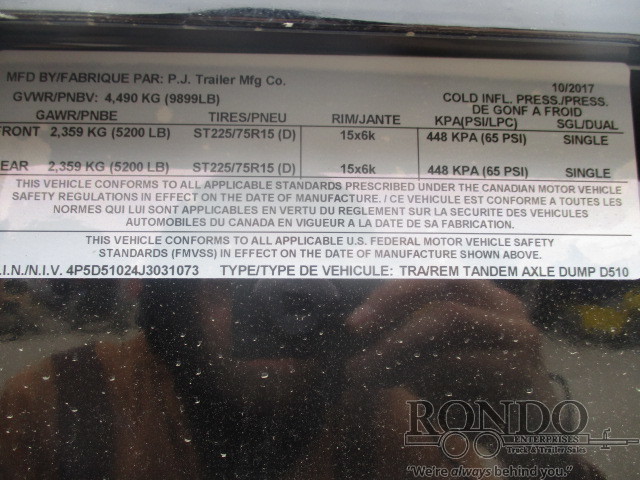 MFD BY/FABRIQUE PAR: P.J. Trailer Mfg Co. 10/2017
GVWR/PNBV: 4,490 KG (9899LB) COLD INFL. PRESS./PRESS.
DE GONF A FROID
GAWR/PNBE TIRES/PNEU RIM/JANTE KPA(PSI/LPC) SGL/DUAL
FRONT 2,359 KG (5200 LB) ST225/75R15 (D) 15x6k 448 KPA (65 PSI) SINGLE
EAR 2,359 KG (5200 LB) ST225/75R15 (D) 15x6k 448 KPA (65 PSI) SINGLE
THIS VEHICLE CONFORMS TO ALL APPLICABLE STANDARDS PRESCRIBED UNDER THE CANADIAN MOTOR VEHICLE
SAFETY REGULATIONS IN EFFECT ON THE DATE OF MANUFACTURE. / CE VEHICULE EST CONFORME A TOUTES LES
NORMES QUI LUI SONT APPLICABLES EN VERTU DU REGLEMENT SUR LA SECURITE DES VEHICULES
AUTOMOBILES DU CANADA EN VIGUEUR A LA DATE DE SA FABRICATION.
THIS VEHICLE CONFORMS TO ALL APPLICABLE U.S. FEDERAL MOTOR VEHICLE SAFETY
STANDARDS (FMVSS) IN EFFECT ON THE DATE OF MANUFACTURE SHOWN ABOVE.
.I.N./N.I.V. 4P5D51024J3031073 TYPE/TYPE DE VEHICULE: TRA/REM TANDEM AXLE DUMP D510
RONDO
ENTERPRISES
Truck & Trailer Sales
"We're always behind you."